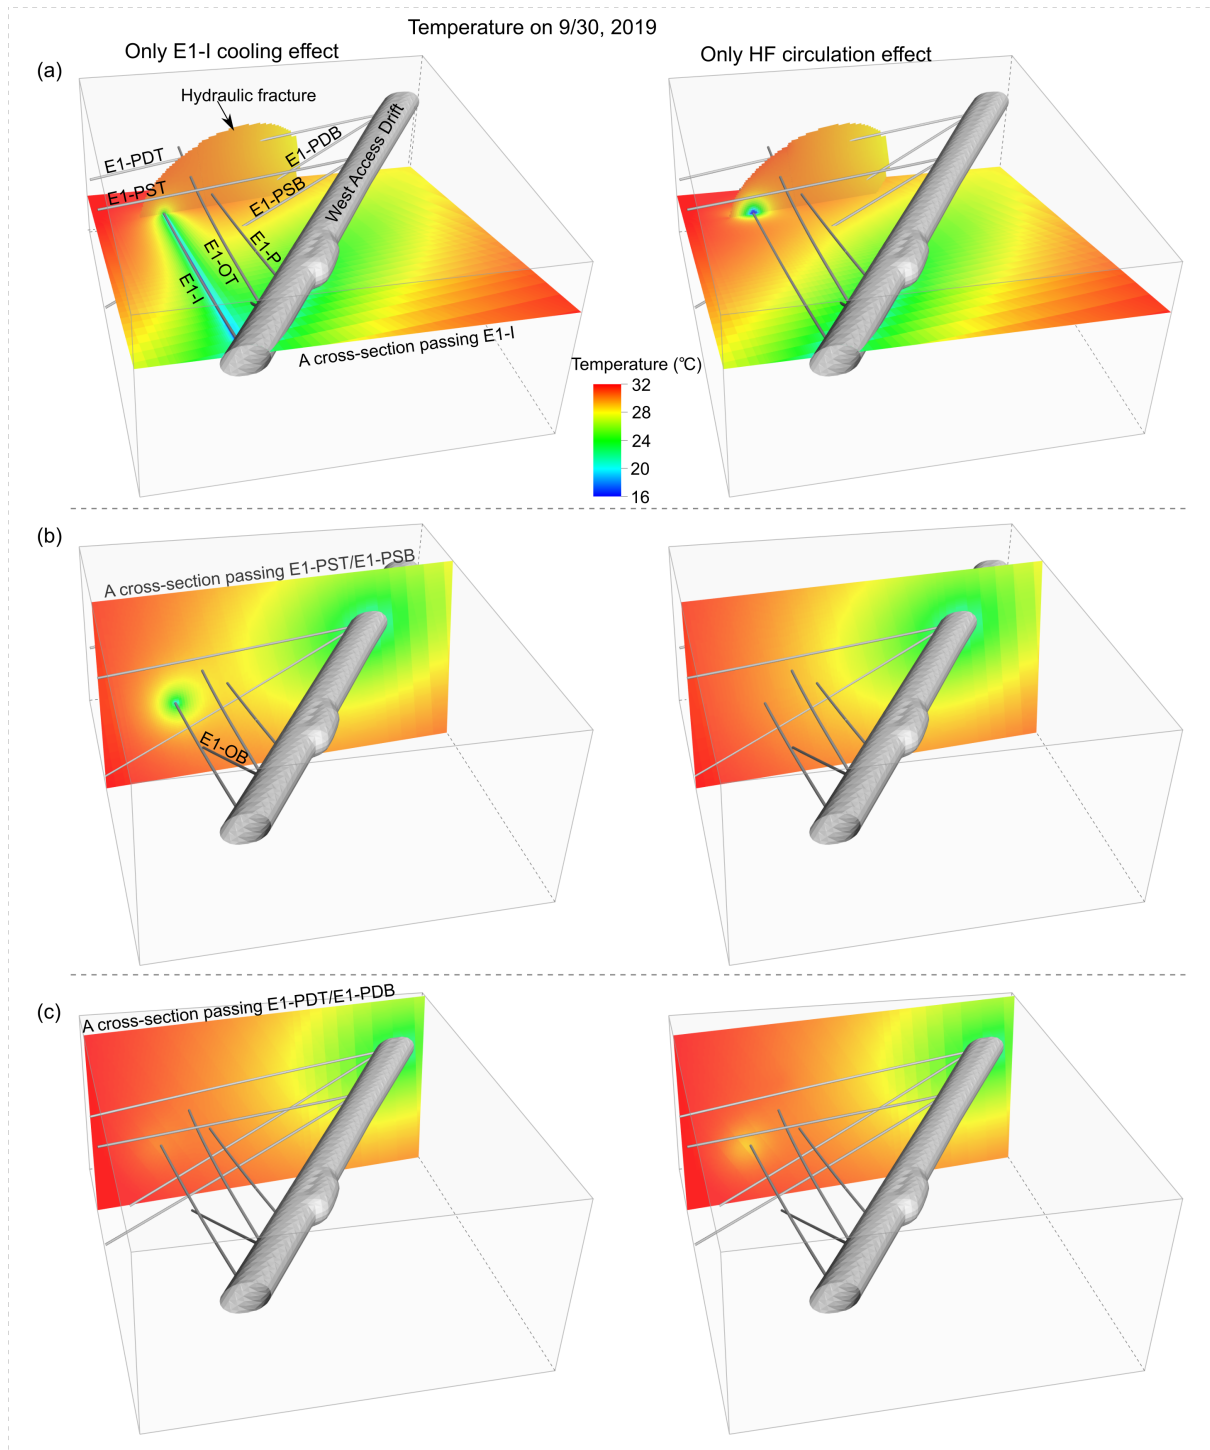 Temperature on 9/30, 2019
Only E1-I cooling effect
Only HF circulation effect
(a)
Hydraulic fracture
E1-PDT
E1-PST
E1-PDB
E1-PSB
West Access Drift
E1-OT
E1-P
E1-I
A cross-section passing E1-I
Temperature (℃)
32
28
24
20
16
(b)
A cross-section passing E1-PST/E1-PSB
E1-OB
(c)
A cross-section passing E1-PDT/E1-PDB